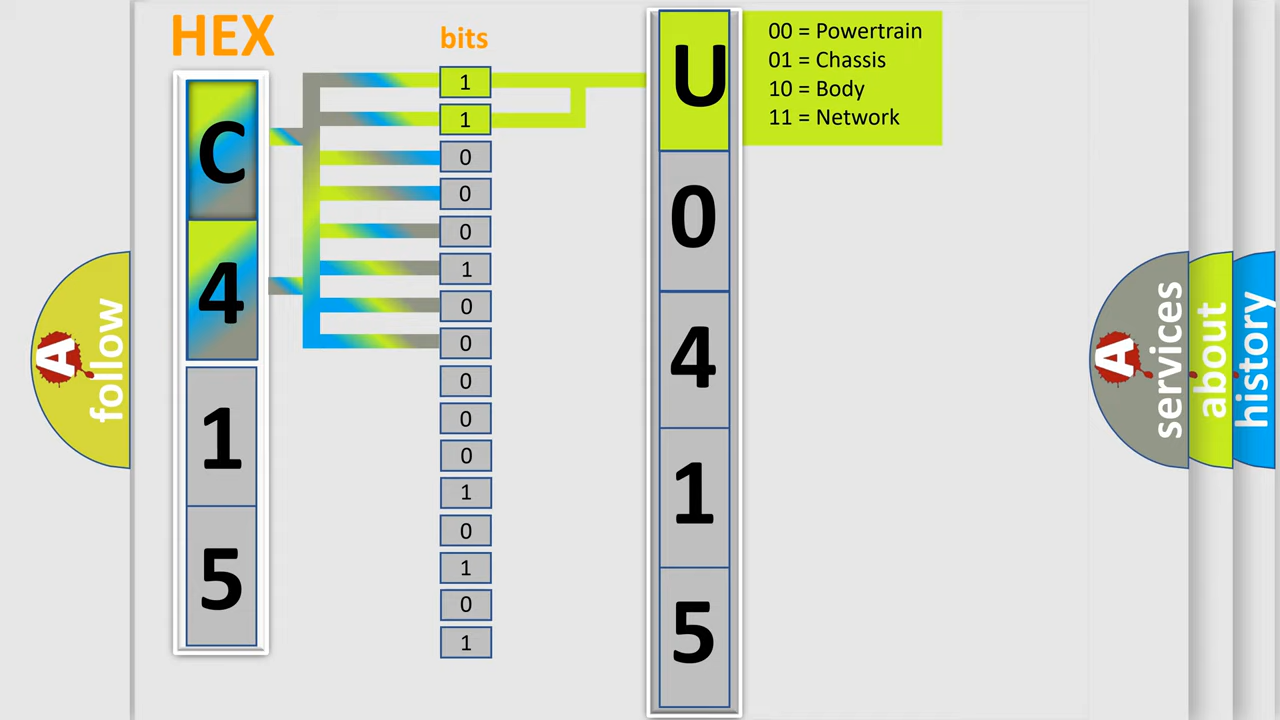 HEX
bits
C
4
1
5
1
1
0
0
0
1
0
0
0
0
0
1
0
1
0
1
U
0
4
1
5
00 = Powertrain
01 = Chassis
10 = Body
11 = Network
A
follow
A
services
about
history